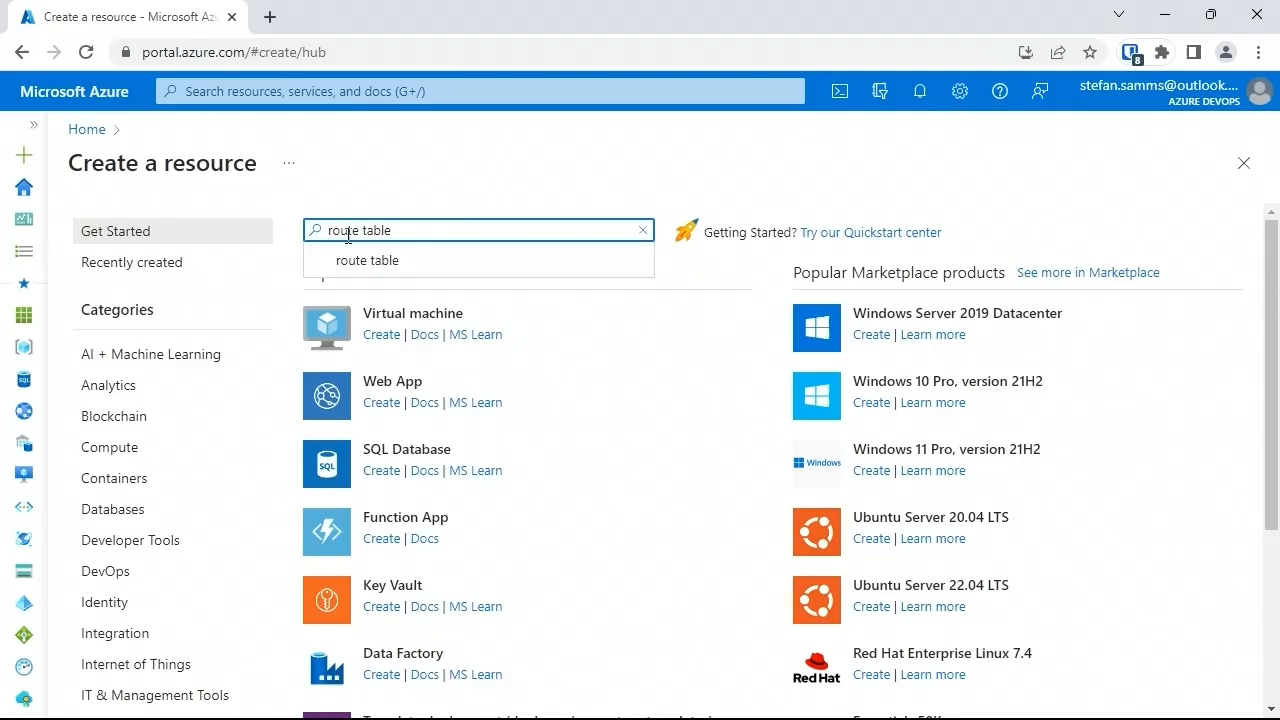 Create a resource - Microsoft Az
portal.azure.com/#create/hub
8
Microsoft Azure
Search resources, services, and docs (G+/)
stefan.samms@outlook....
AZURE DEVOPS
Home
Create a resource
...
Get Started
Recently created
Categories
AI + Machine Learning
Analytics
Blockchain
Compute
Containers
Databases
Developer Tools
DevOps
Identity
Integration
Internet of Things
IT & Management Tools
route table
route table
Getting Started? Try our Quickstart center
Virtual machine
Create | Docs | MS Learn
Web App
Create | Docs | MS Learn
SQL
SQL Database
Create | Docs | MS Learn
Function App
Create | Docs
Key Vault
Create | Docs | MS Learn
Data Factory
Create | Docs | MS Learn
Popular Marketplace products See more in Marketplace
Windows Server 2019 Datacenter
Create | Learn more
Windows 10 Pro, version 21H2
Create | Learn more
Windows
Windows 11 Pro, version 21H2
Create | Learn more
Ubuntu Server 20.04 LTS
Create | Learn more
Ubuntu Server 22.04 LTS
Create | Learn more
Red Hat
Red Hat Enterprise Linux 7.4
Create | Learn more